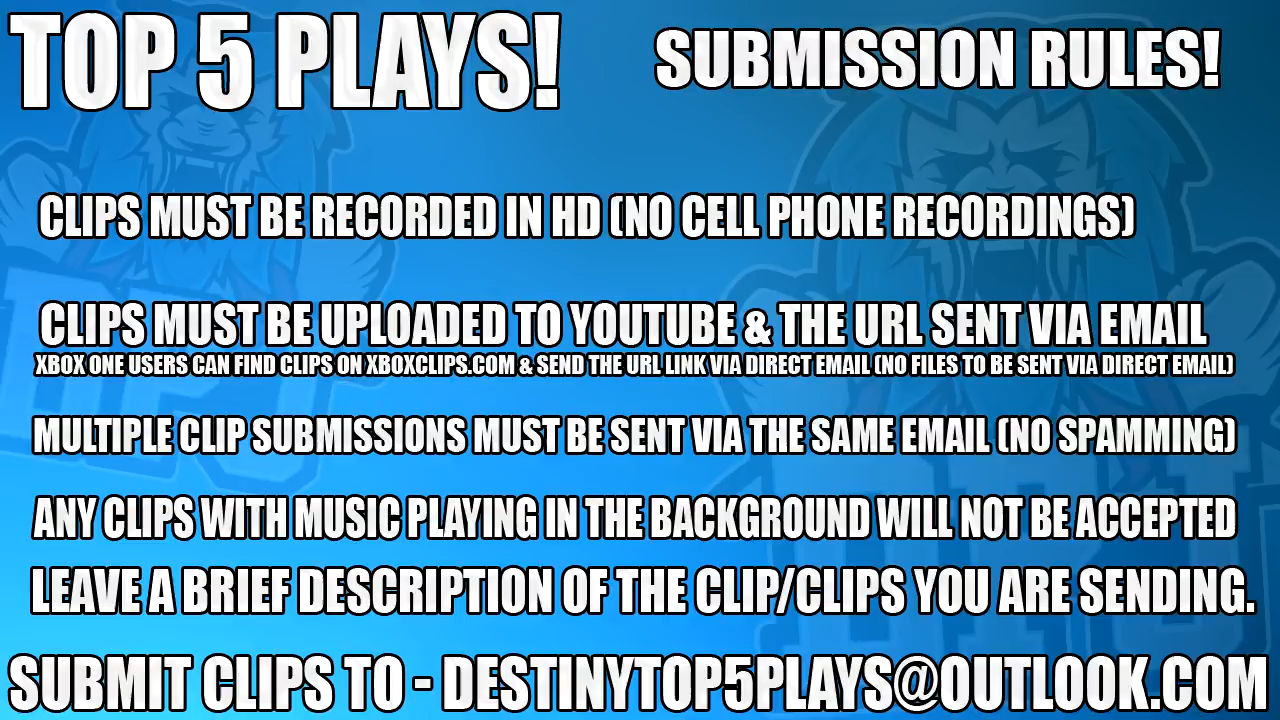 TOP 5 PLAYS!
SUBMISSION RULES!
CLIPS MUST BE RECORDED IN HD (NO CELL PHONE RECORDINGS)
CLIPS MUST BE UPLOADED TO YOUTUBE & THE URL SENT VIA EMAIL
XBOX ONE USERS CAN FIND CLIPS ON XBOXCLIPS.COM & SEND THE URL LINK VIA DIRECT EMAIL (NO FILES TO BE SENT VIA DIRECT EMAIL)
MULTIPLE CLIP SUBMISSIONS MUST BE SENT VIA THE SAME EMAIL (NO SPAMMING)
ANY CLIPS WITH MUSIC PLAYING IN THE BACKGROUND WILL NOT BE ACCEPTED
LEAVE A BRIEF DESCRIPTION OF THE CLIP/CLIPS YOU ARE SENDING.
SUBMIT CLIPS TO - DESTINYTOP5PLAYS@OUTLOOK.COM